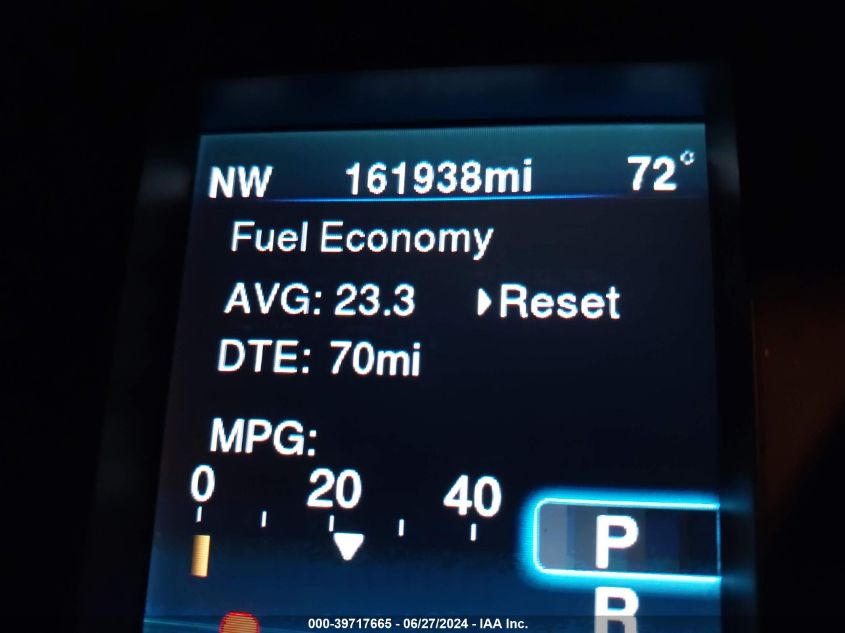 NW 161938mi 72°
Fuel Economy
AVG: 23.3 Reset
DTE: 70mi
MPG:
0 20 40
P
R
000-39717665 - 06/27/2024 - IAA Inc.